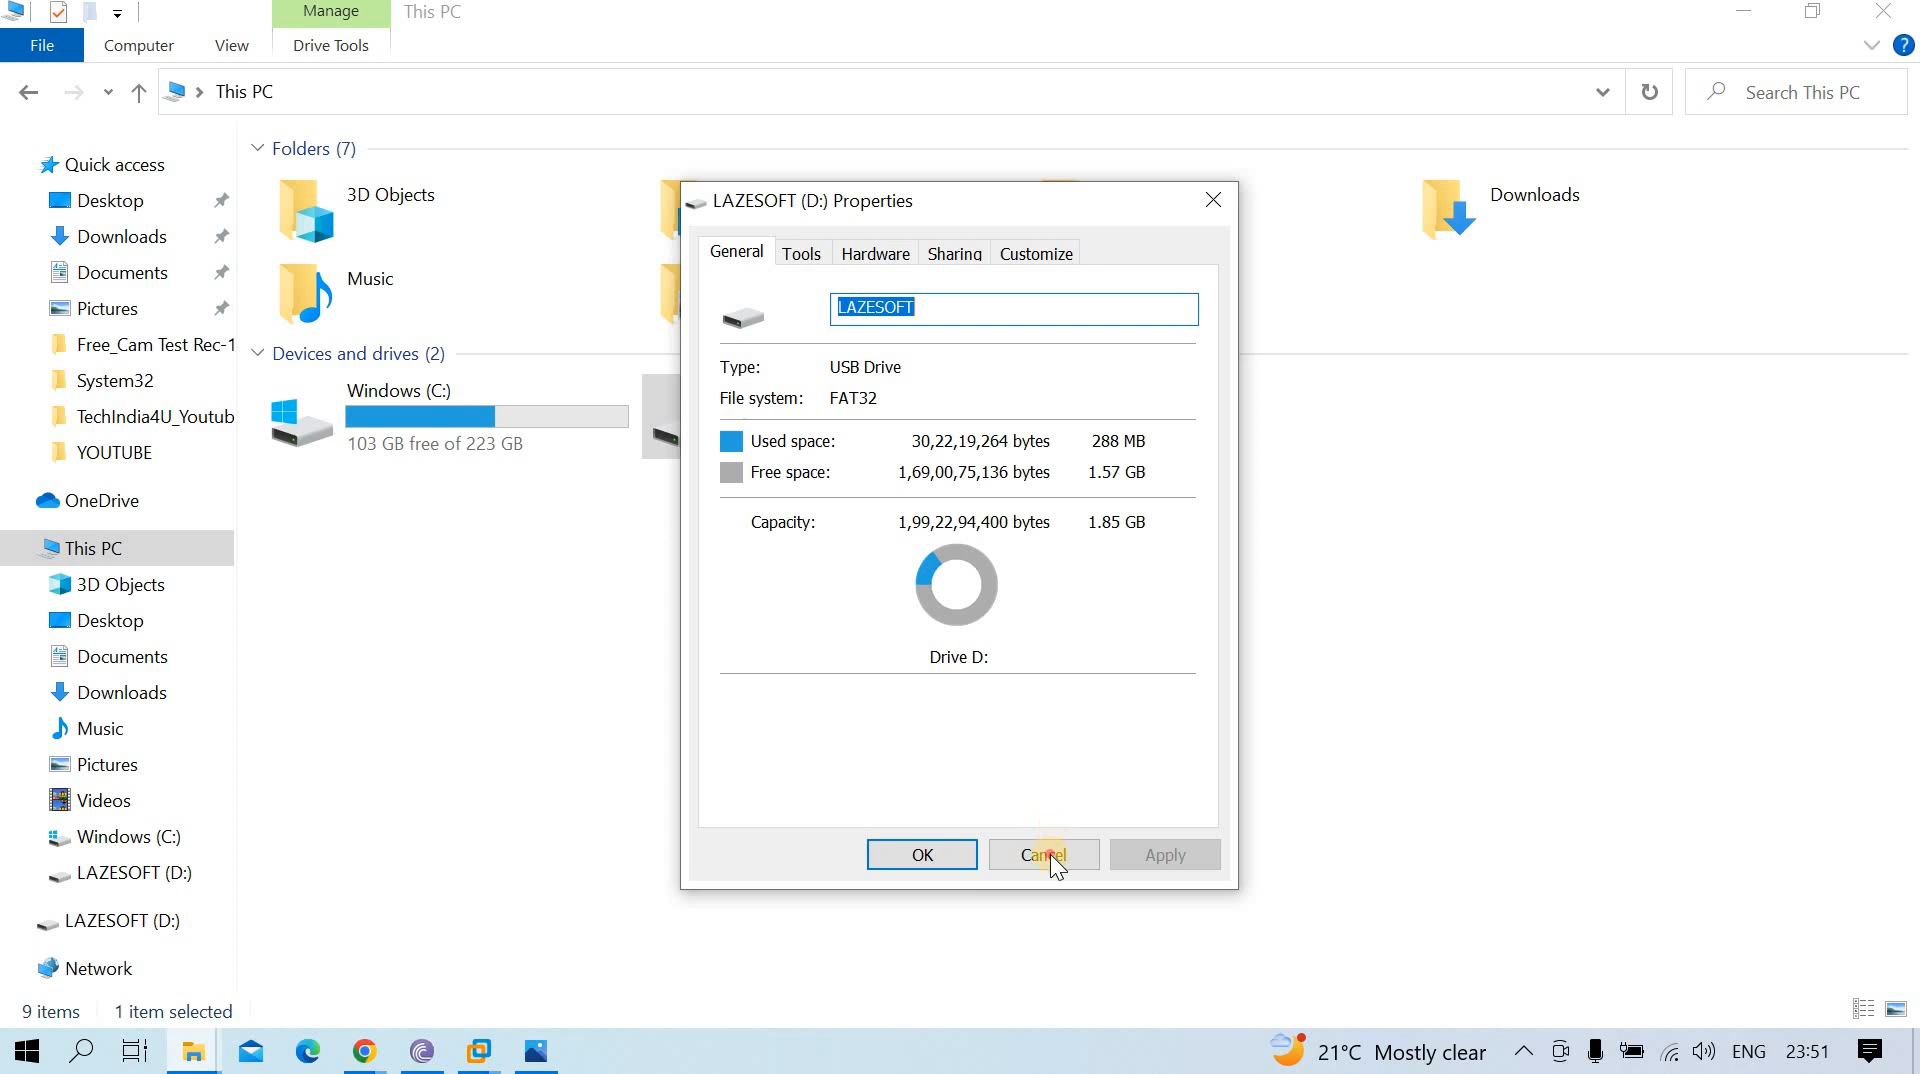 Manage
This PC
File
Computer
View
Drive Tools
?
This PC
Search This PC
Quick access
Desktop
Downloads
Documents
Pictures
Free_Cam Test Rec-1
System32
TechIndia4U_Youtub
YOUTUBE
OneDrive
This PC
3D Objects
Desktop
Documents
Downloads
Music
Pictures
Videos
Windows (C:)
LAZESOFT (D:)
LAZESOFT (D:)
Network
Folders (7)
3D Objects
Downloads
Music
Devices and drives (2)
Windows (C:)
103 GB free of 223 GB
LAZESOFT (D:) Properties
General
Tools
Hardware
Sharing
Customize
LAZESOFT
Type: USB Drive
File system: FAT32
Used space: 30,22,19,264 bytes 288 MB
Free space: 1,69,00,75,136 bytes 1.57 GB
Capacity: 1,99,22,94,400 bytes 1.85 GB
Drive D:
OK
Cancel
Apply
9 items
1 item selected
21°C Mostly clear
ENG
23:51